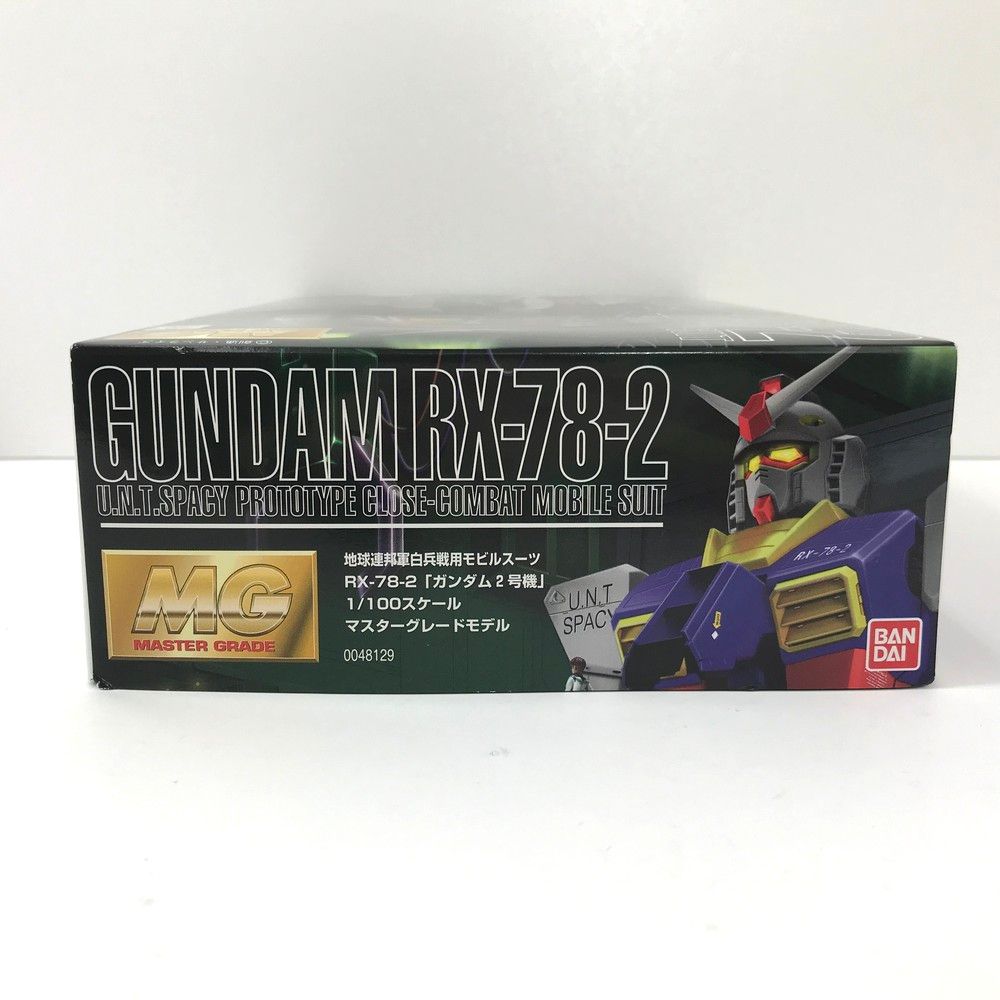 GUNDAM RX-78-2
U.N.T.SPACY PROTOTYPE CLOSE-COMBAT MOBILE SUIT
MG
MASTER GRADE
地球連邦軍白兵戦用モビルスーツ
RX-78-2「ガンダム2号機」
1/100スケール
マスターグレードモデル
0048129
U.N.T
SPACY
RX-78-2
BAN
DAI